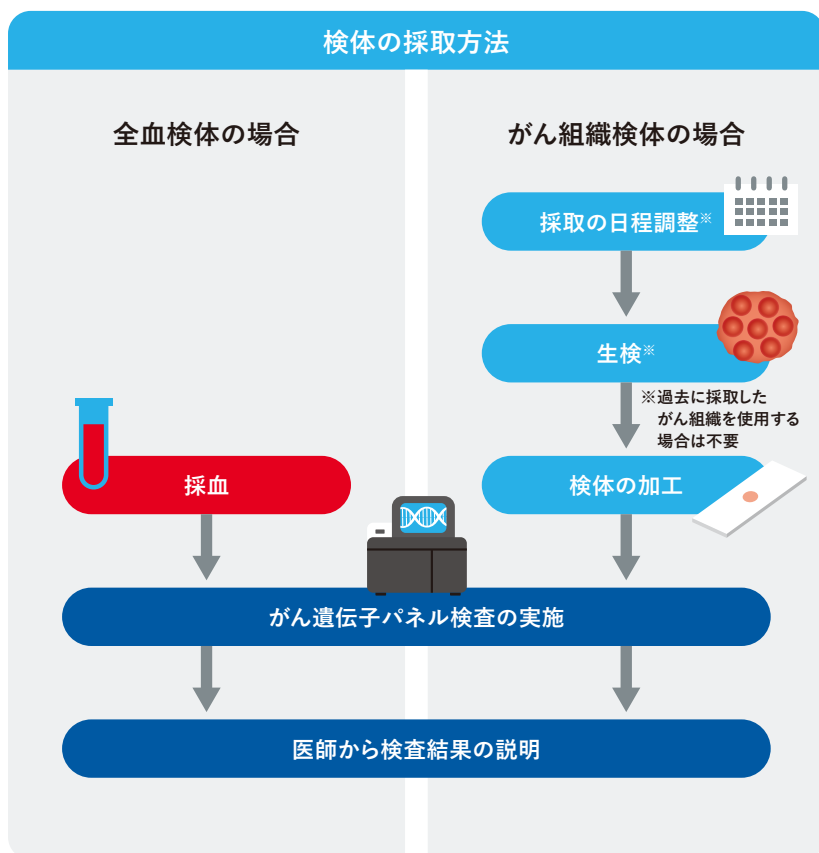 検体の採取方法
全血検体の場合
採血
がん組織検体の場合
採取の日程調整※
生検※
※過去に採取した
がん組織を使用する
場合は不要
検体の加工
がん遺伝子パネル検査の実施
医師から検査結果の説明